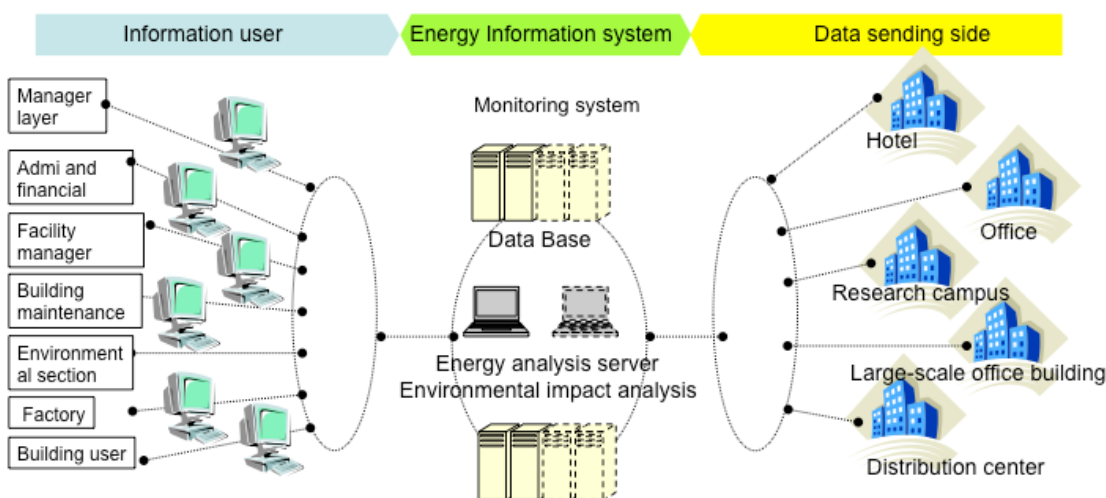 Information user
Energy Information system
Data sending side
Manager
layer
Admi and
financial
Facility
manager
Building
maintenance
Environment
al section
Factory
Building user
Monitoring system
Data Base
Energy analysis server
Environmental impact analysis
Hotel
Office
Research campus
Large-scale office building
Distribution center